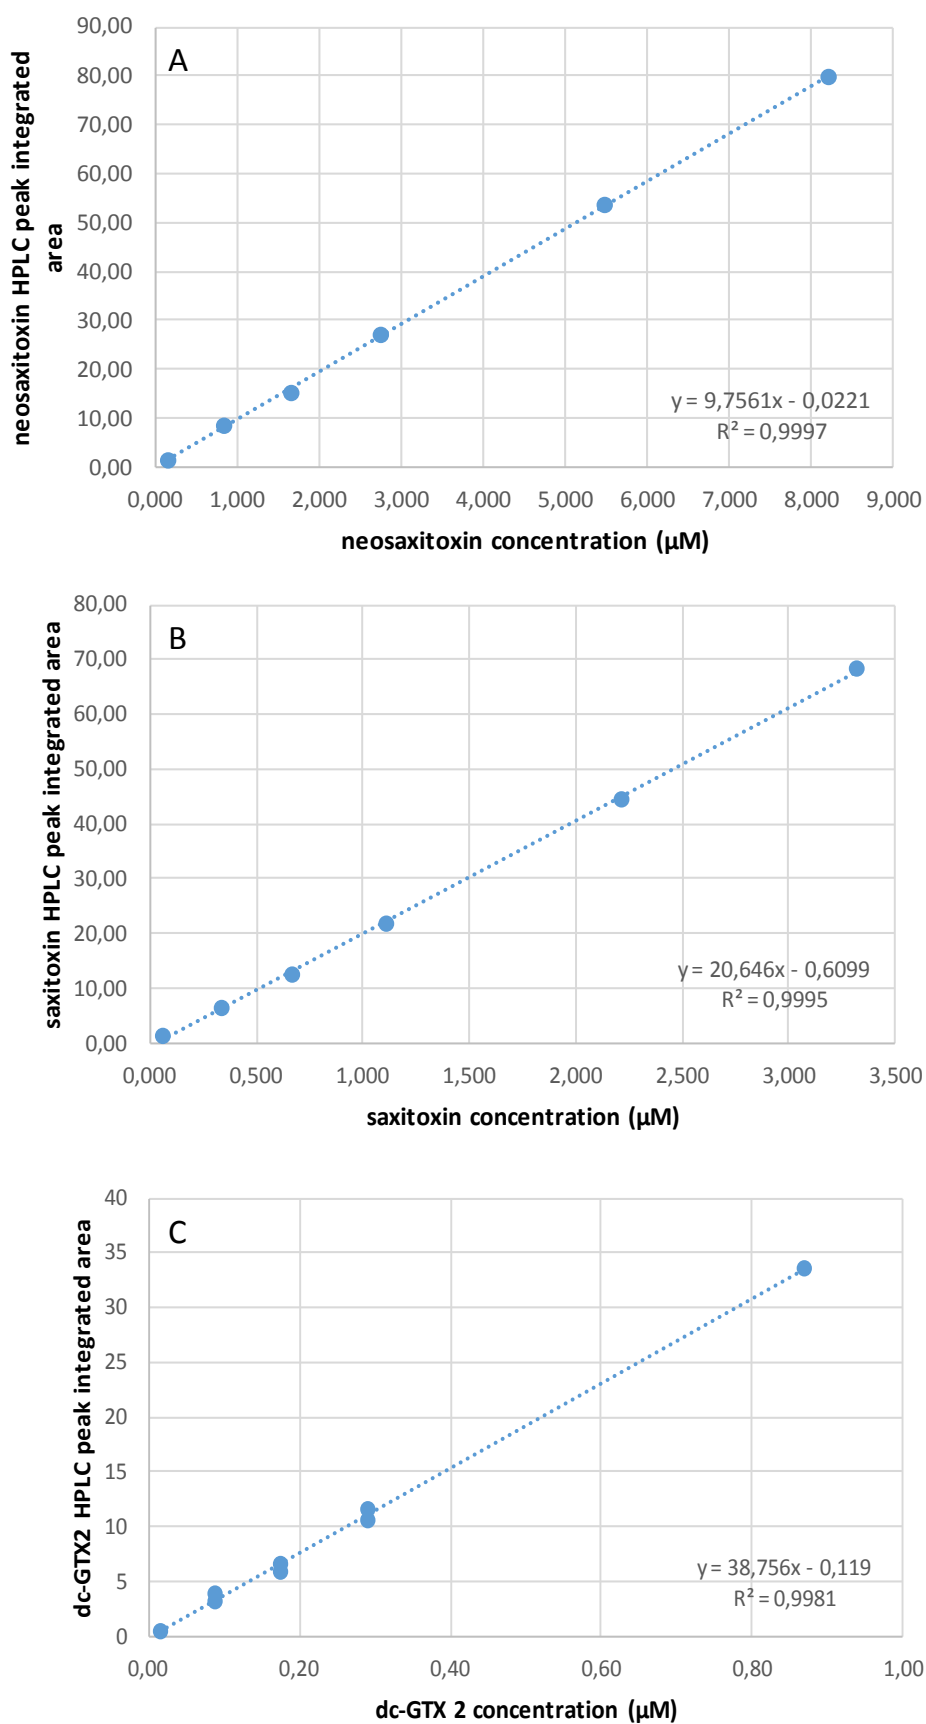 A
neosaxitoxin HPLC peak integrated
area
90,00
80,00
70,00
60,00
50,00
40,00
30,00
20,00
10,00
0,00
y = 9,7561x - 0,0221
R² = 0,9997
0,000 1,000 2,000 3,000 4,000 5,000 6,000 7,000 8,000 9,000
neosaxitoxin concentration (µM)
B
saxitoxin HPLC peak integrated area
80,00
70,00
60,00
50,00
40,00
30,00
20,00
10,00
0,00
y = 20,646x - 0,6099
R² = 0,9995
0,000 0,500 1,000 1,500 2,000 2,500 3,000 3,500
saxitoxin concentration (µM)
C
dc-GTX2 HPLC peak integrated area
40
35
30
25
20
15
10
5
0
y = 38,756x - 0,119
R² = 0,9981
0,00 0,20 0,40 0,60 0,80 1,00
dc-GTX 2 concentration (µM)